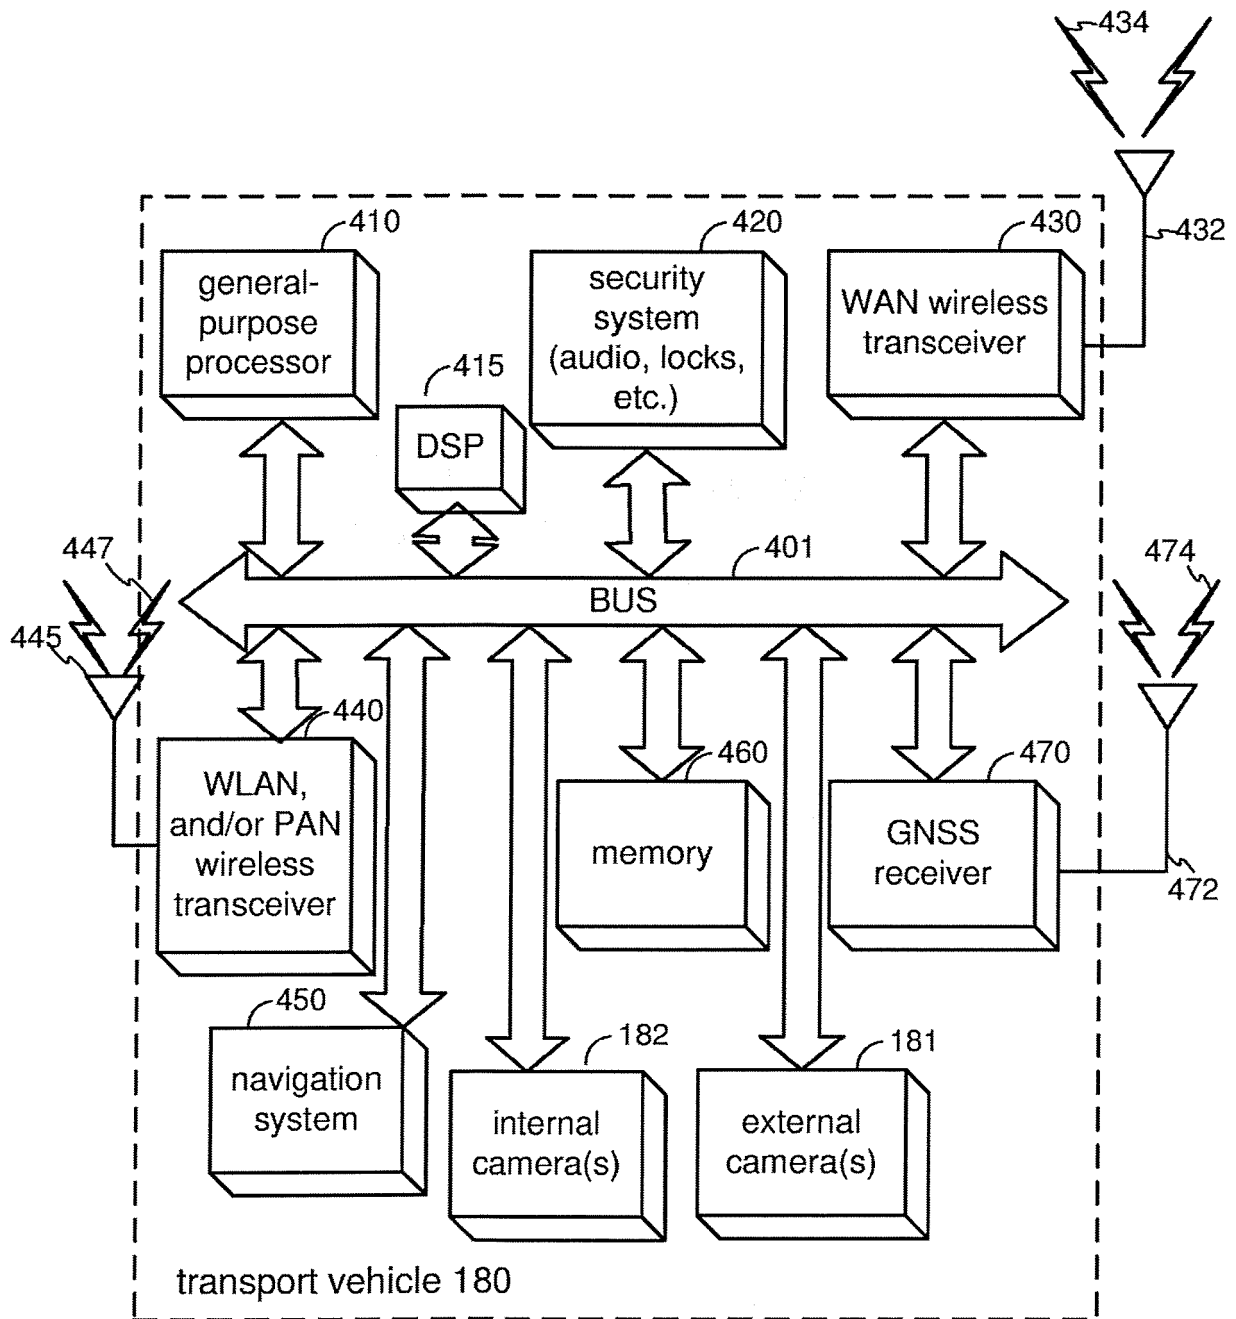 434
432
410
general-
purpose
processor
420
security
system
(audio, locks,
etc.)
430
WAN wireless
transceiver
415
DSP
401
BUS
447
445
474
472
440
WLAN,
and/or PAN
wireless
transceiver
460
memory
470
GNSS
receiver
450
navigation
system
182
internal
camera(s)
181
external
camera(s)
transport vehicle 180